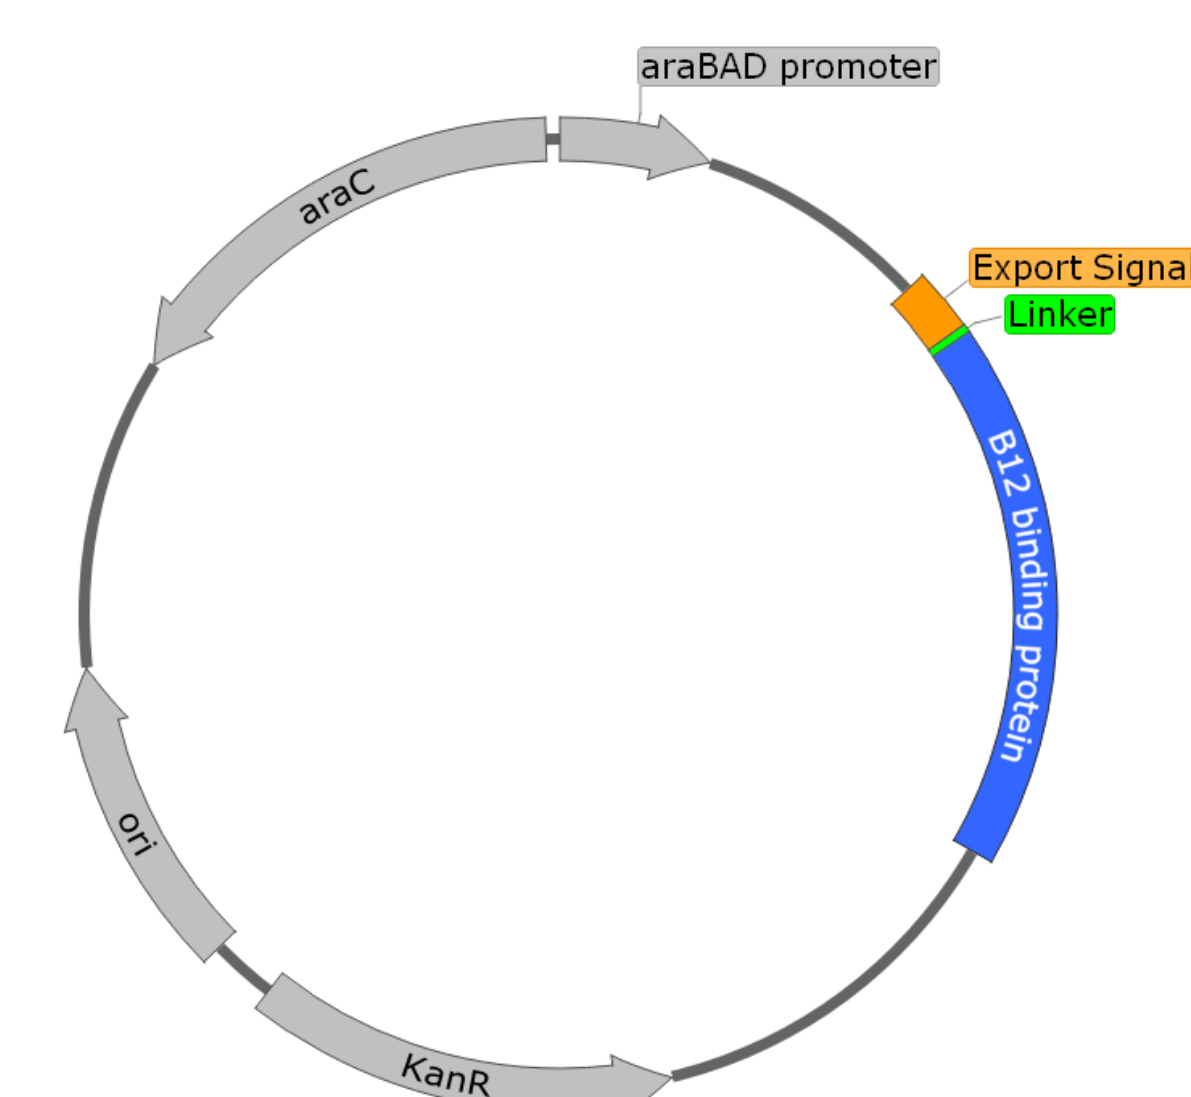 araBAD promoter
araC
Export Signa
Linker
B12 binding protein
ori
KanR